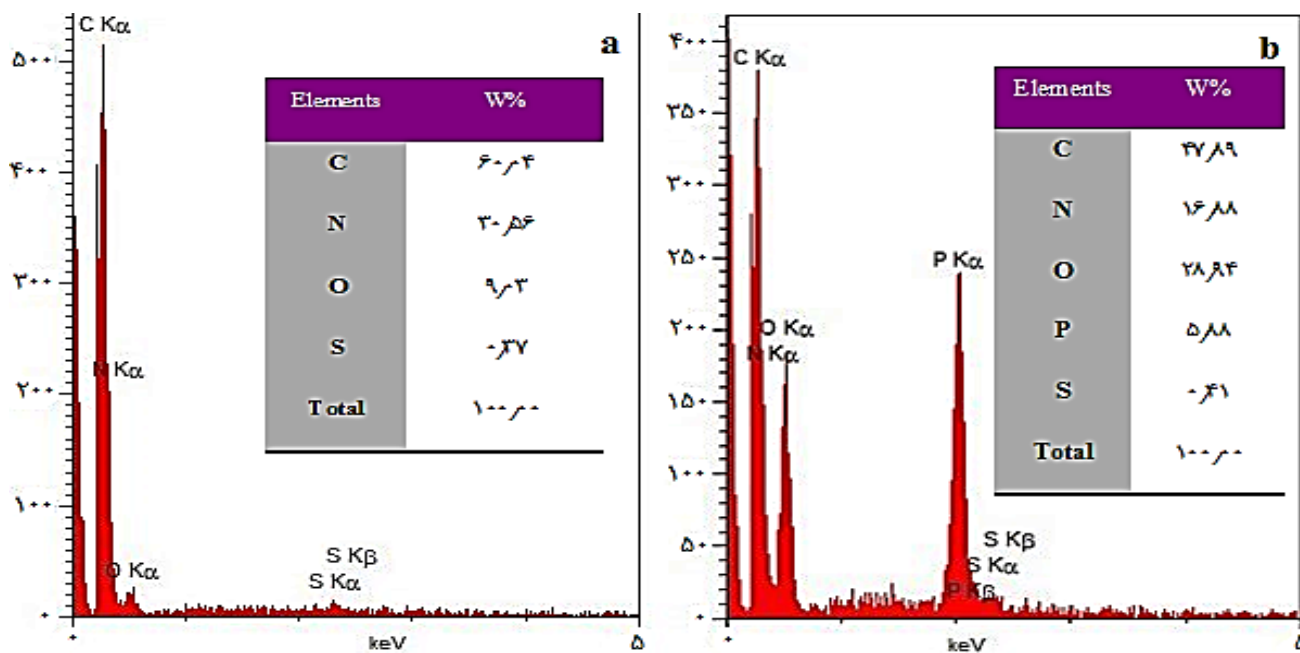 a
C Kα
N Kα
O Kα
S Kβ
S Kα
۵۰۰
۴۰۰
۳۰۰
۲۰۰
۱۰۰
۰
۰ keV ۵
Elements W%
C ۶۰٫۰۴
N ۳۰٫۵۶
O ۹٫۰۳
S ۰٫۳۷
Total ۱۰۰٫۰۰
b
C Kα
P Kα
O Kα
N Kα
S Kβ
S Kα
P Kβ
۴۰۰
۳۵۰
۳۰۰
۲۵۰
۲۰۰
۱۵۰
۱۰۰
۵۰
۰
۰ keV ۵
Elements W%
C ۴۷٫۸۹
N ۱۶٫۸۸
O ۲۸٫۹۴
P ۵٫۸۸
S ۰٫۴۱
Total ۱۰۰٫۰۰